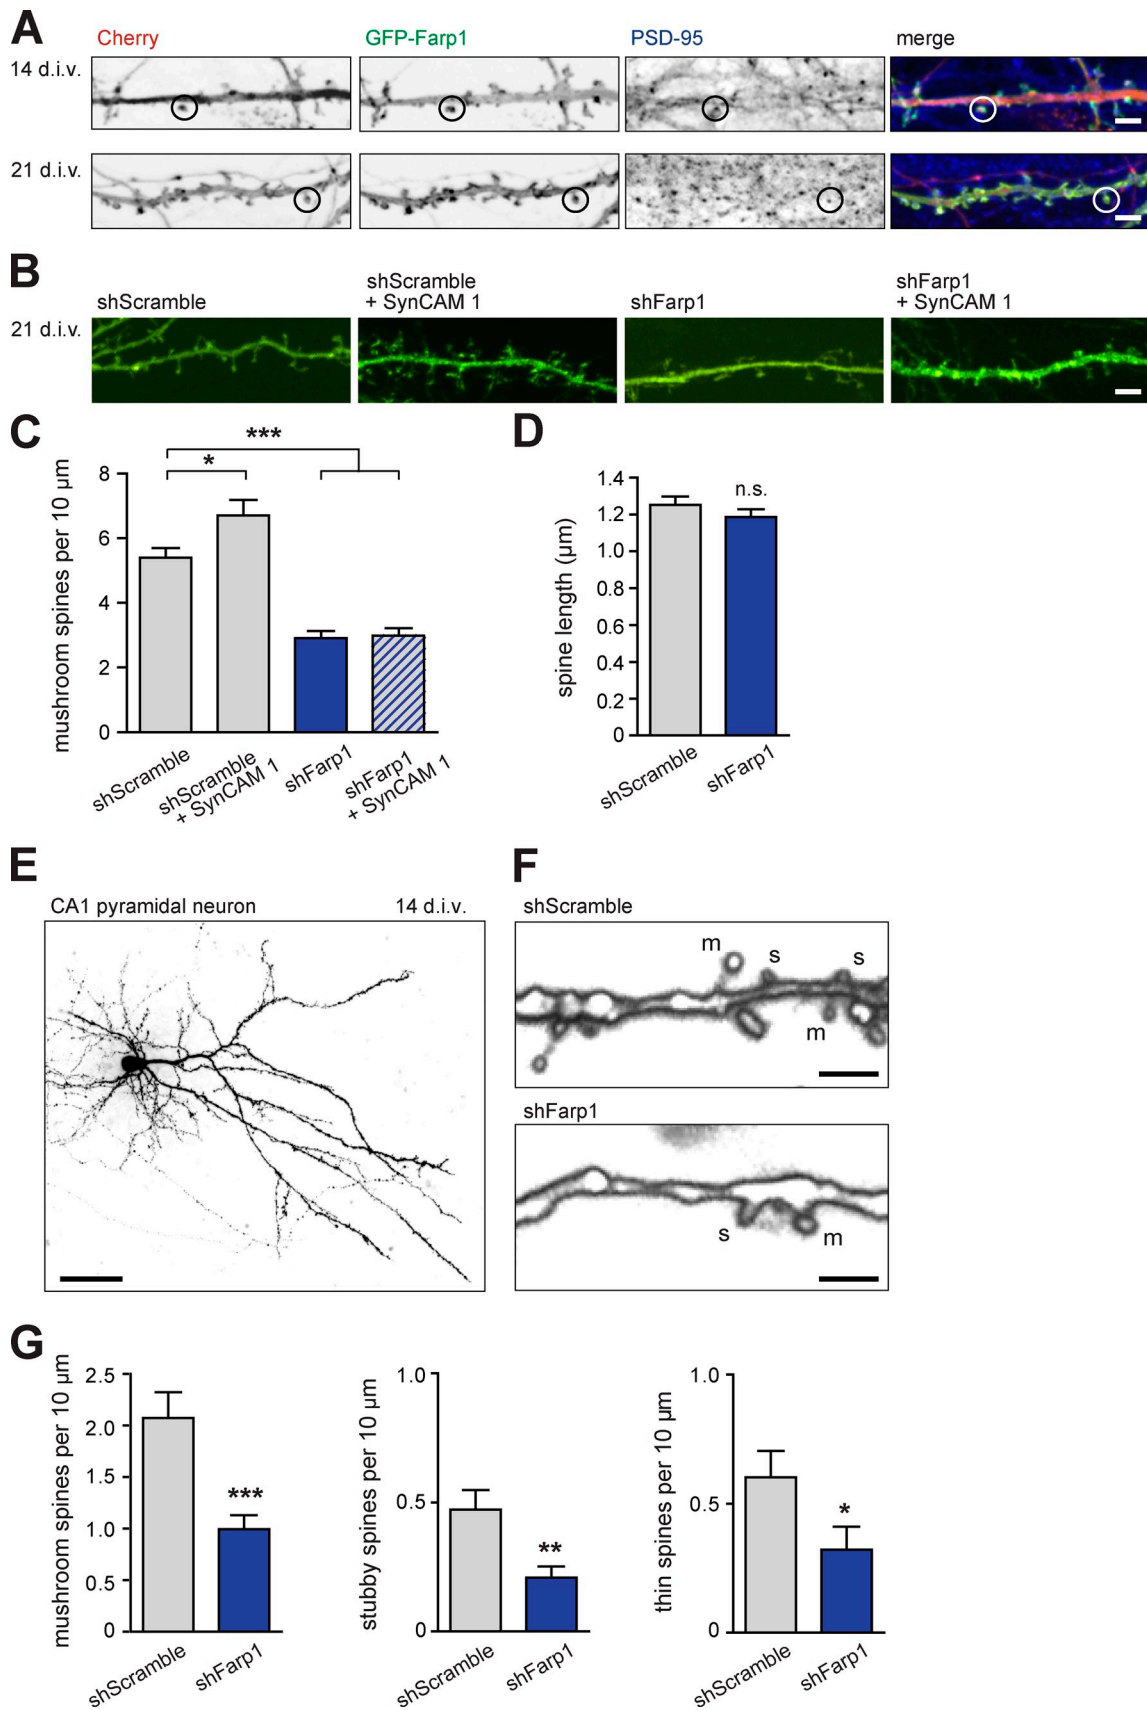 A
Cherry
GFP-Farp1
PSD-95
merge
14 d.i.v.
21 d.i.v.
B
shScramble
shScramble
+ SynCAM 1
shFarp1
shFarp1
+ SynCAM 1
21 d.i.v.
C
mushroom spines per 10 µm
8
6
4
2
0
***
*
shScramble
shScramble
+ SynCAM 1
shFarp1
shFarp1
+ SynCAM 1
D
spine length (µm)
1.4
1.2
1.0
0.8
0.6
0.4
0.2
0
n.s.
shScramble
shFarp1
E
CA1 pyramidal neuron
14 d.i.v.
F
shScramble
m
s
s
m
shFarp1
s
m
G
mushroom spines per 10 µm
2.5
2.0
1.5
1.0
0.5
0
***
shScramble
shFarp1
stubby spines per 10 µm
1.0
0.5
0
**
shScramble
shFarp1
thin spines per 10 µm
1.0
0.5
0
*
shScramble
shFarp1